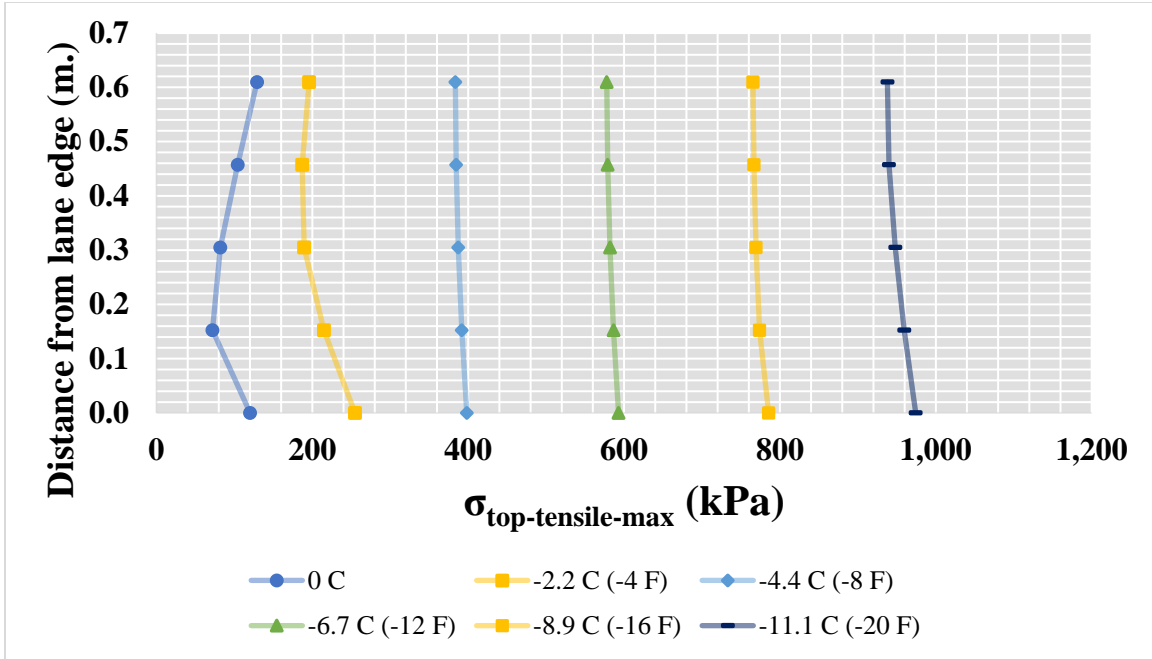 Distance from lane edge (m.)
0.7
0.6
0.5
0.4
0.3
0.2
0.1
0.0
0 200 400 600 800 1,000 1,200
σtop-tensile-max (kPa)
0 C -2.2 C (-4 F) -4.4 C (-8 F)
-6.7 C (-12 F) -8.9 C (-16 F) -11.1 C (-20 F)